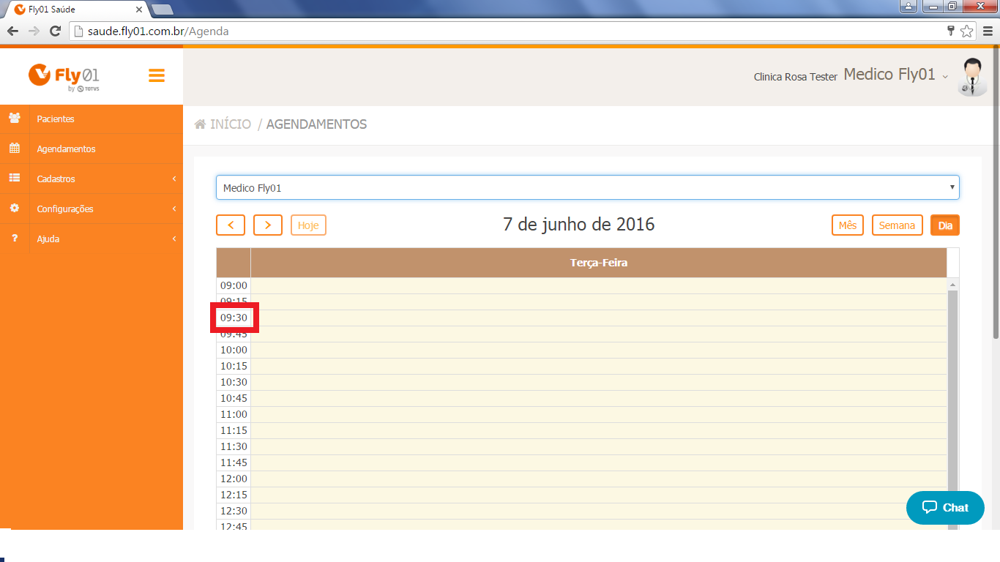 Fly01 Saúde
saude.fly01.com.br/Agenda
Fly01
by TOTVS
Clinica Rosa Tester Medico Fly01
Pacientes
Agendamentos
Cadastros
Configurações
Ajuda
INÍCIO / AGENDAMENTOS
Medico Fly01
Hoje
7 de junho de 2016
Mês Semana Dia
Terça-Feira
09:00
09:15
09:30
09:45
10:00
10:15
10:30
10:45
11:00
11:15
11:30
11:45
12:00
12:15
12:30
12:45
Chat